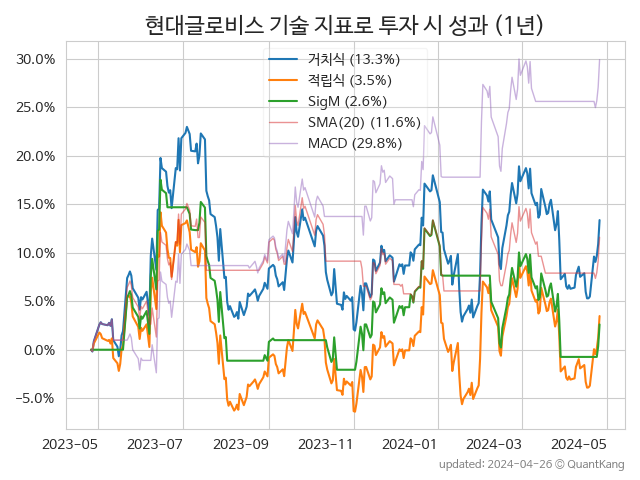 현대글로비스 기술 지표로 투자 시 성과 (1년)
거치식 (13.3%)
적립식 (3.5%)
SigM (2.6%)
SMA(20) (11.6%)
MACD (29.8%)
30.0%
25.0%
20.0%
15.0%
10.0%
5.0%
0.0%
−5.0%
2023-05 2023-07 2023-09 2023-11 2024-01 2024-03 2024-05
updated: 2024-04-26 © QuantKang